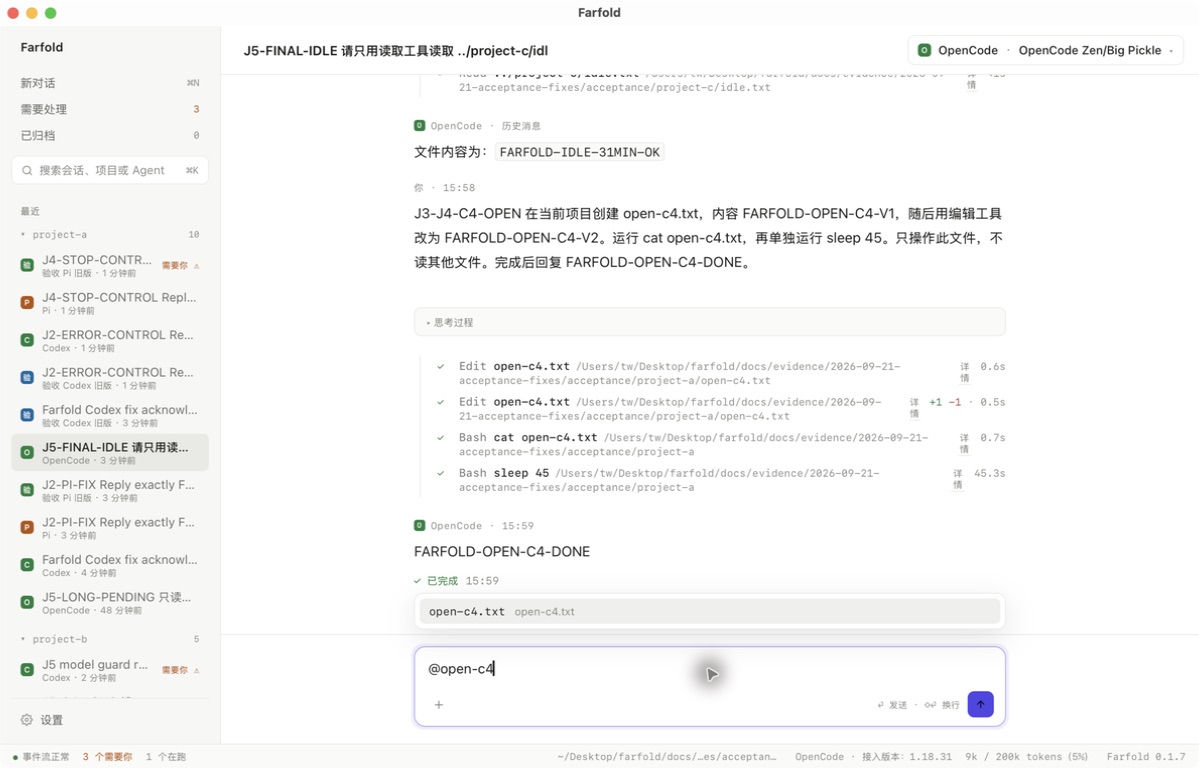 Farfold
Farfold
新对话 ⌘N
需要处理 3
已归档 0
搜索会话、项目或 Agent ⌘K
最近
project-a 10
验 J4-STOP-CONTR... 需要你
验收 Pi 旧版 · 1 分钟前
P J4-STOP-CONTROL Repl...
Pi · 1 分钟前
C J2-ERROR-CONTROL Re...
Codex · 1 分钟前
验 J2-ERROR-CONTROL Re...
验收 Codex 旧版 · 1 分钟前
验 Farfold Codex fix acknowl...
验收 Codex 旧版 · 3 分钟前
O J5-FINAL-IDLE 请只用读...
OpenCode · 3 分钟前
验 J2-PI-FIX Reply exactly F...
验收 Pi 旧版 · 3 分钟前
P J2-PI-FIX Reply exactly F...
Pi · 3 分钟前
C Farfold Codex fix acknowl...
Codex · 4 分钟前
O J5-LONG-PENDING 只读...
OpenCode · 48 分钟前
project-b 5
C J5 model guard r... 需要你
Codex · 2 分钟前
设置
J5-FINAL-IDLE 请只用读取工具读取 ../project-c/idl
O OpenCode · OpenCode Zen/Big Pickle
21-acceptance-fixes/acceptance/project-c/idle.txt 情
O OpenCode · 历史消息
文件内容为： FARFOLD-IDLE-31MIN-OK
你 · 15:58
J3-J4-C4-OPEN 在当前项目创建 open-c4.txt，内容 FARFOLD-OPEN-C4-V1，随后用编辑工具
改为 FARFOLD-OPEN-C4-V2。运行 cat open-c4.txt，再单独运行 sleep 45。只操作此文件，不
读其他文件。完成后回复 FARFOLD-OPEN-C4-DONE。
思考过程
✓ Edit open-c4.txt /Users/tw/Desktop/farfold/docs/evidence/2026-09-21- 详 0.6s
acceptance-fixes/acceptance/project-a/open-c4.txt 情
✓ Edit open-c4.txt /Users/tw/Desktop/farfold/docs/evidence/2026-09- 详 +1 −1 · 0.5s
21-acceptance-fixes/acceptance/project-a/open-c4.txt 情
✓ Bash cat open-c4.txt /Users/tw/Desktop/farfold/docs/evidence/2026-09-21- 详 0.7s
acceptance-fixes/acceptance/project-a 情
✓ Bash sleep 45 /Users/tw/Desktop/farfold/docs/evidence/2026-09-21- 详 45.3s
acceptance-fixes/acceptance/project-a 情
O OpenCode · 15:59
FARFOLD-OPEN-C4-DONE
✓ 已完成 15:59
open-c4.txt open-c4.txt
@open-c4
+ ↵ 发送 · ⇧↵ 换行
事件流正常 3 个需要你 1 个在跑 ~/Desktop/farfold/docs/…es/acceptan… OpenCode · 接入版本: 1.18.31 9k / 200k tokens (5%) Farfold 0.1.7